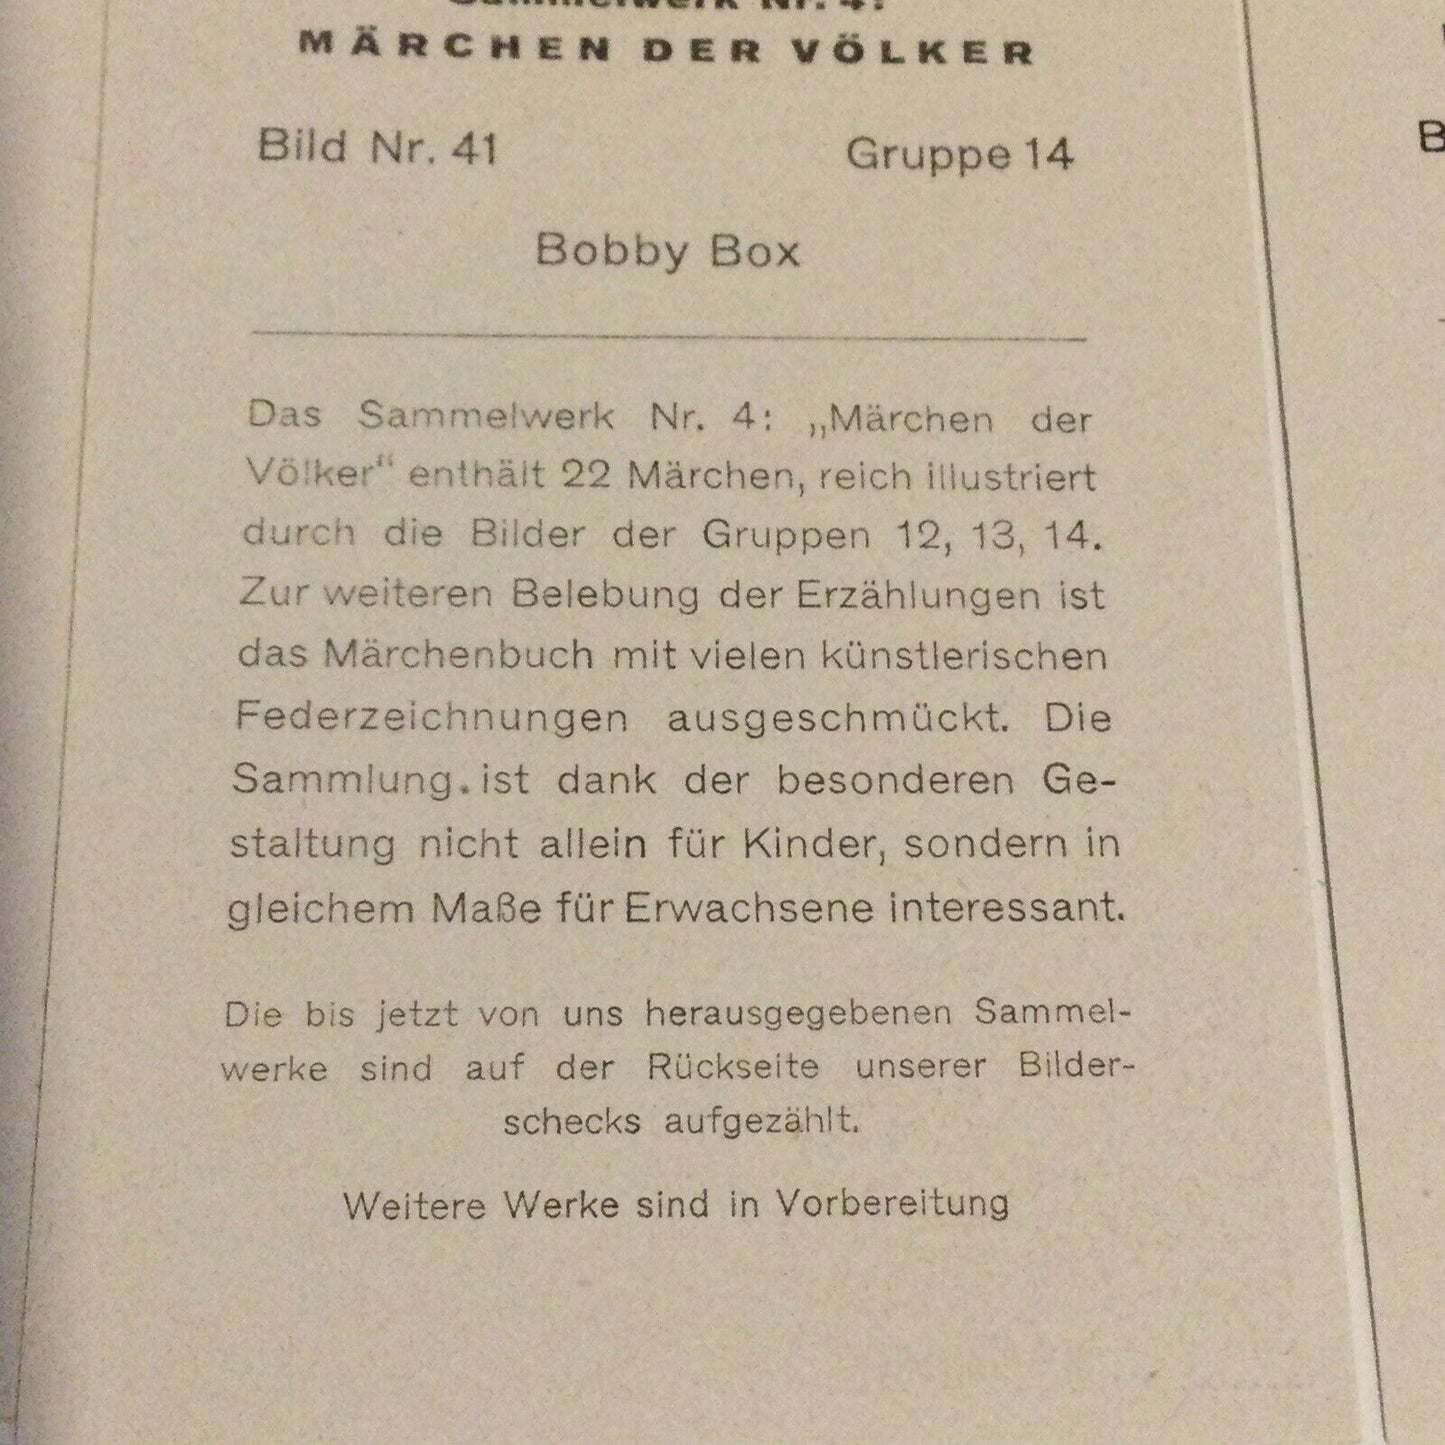 Sammelwerk Nr. 4:
MÄRCHEN DER VÖLKER
Bild Nr. 41 Gruppe 14
Bobby Box
Das Sammelwerk Nr. 4: „Märchen der
Völker“ enthält 22 Märchen, reich illustriert
durch die Bilder der Gruppen 12, 13, 14.
Zur weiteren Belebung der Erzählungen ist
das Märchenbuch mit vielen künstlerischen
Federzeichnungen ausgeschmückt. Die
Sammlung. ist dank der besonderen Ge-
staltung nicht allein für Kinder, sondern in
gleichem Maße für Erwachsene interessant.
Die bis jetzt von uns herausgegebenen Sammel-
werke sind auf der Rückseite unserer Bilder-
schecks aufgezählt.
Weitere Werke sind in Vorbereitung
B